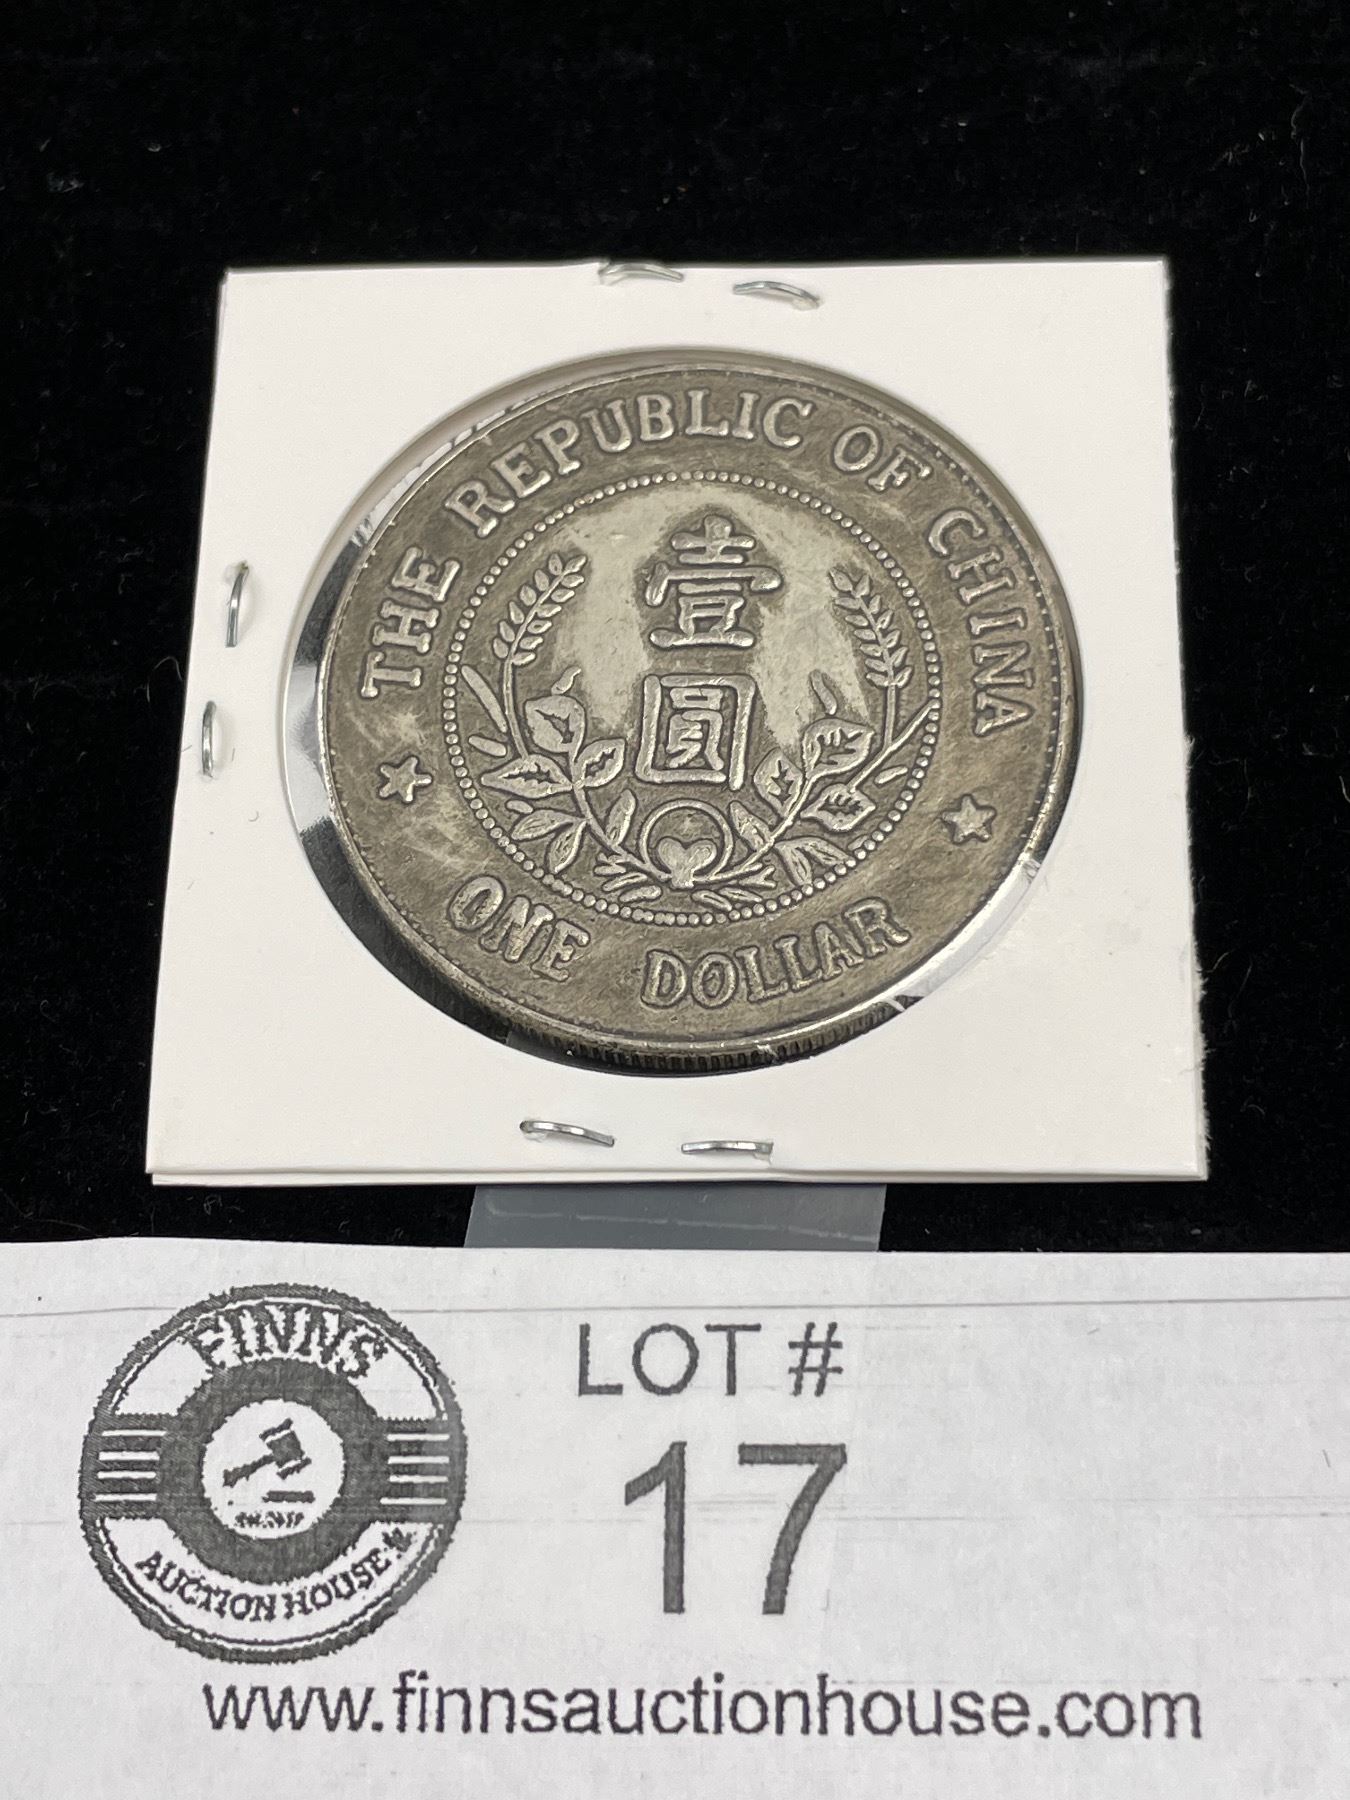 THE REPUBLIC OF CHINA
壹
圓
ONE DOLLAR
FINNS
AUCTION HOUSE
LOT #
17
www.finnsauctionhouse.com